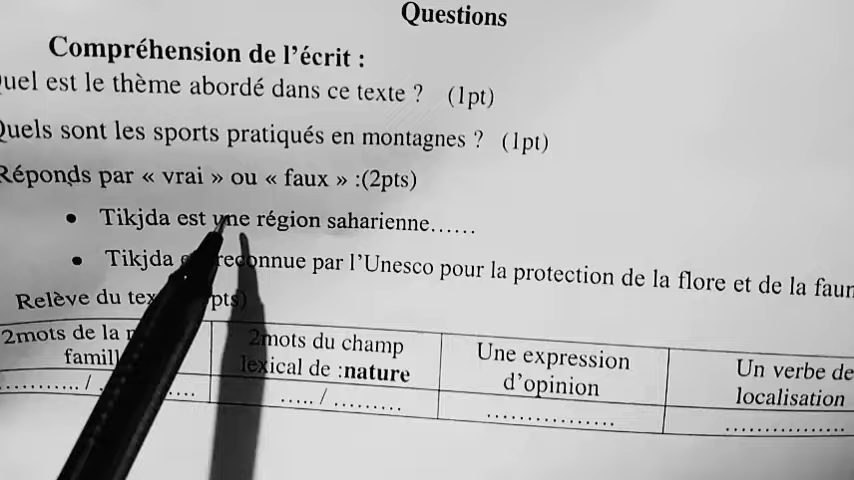 Questions
Compréhension de l'écrit :
uel est le thème abordé dans ce texte ? (1pt)
Quels sont les sports pratiqués en montagnes ? (1pt)
Réponds par « vrai » ou « faux » :(2pts)
• Tikjda est une région saharienne......
• Tikjda reconnue par l'Unesco pour la protection de la flore et de la
Relève du pts)
2mots de la
2mots du champ
lexical de :nature
..... / .........
Une expression
d'opinion
................
Un verbe de
localisation
................